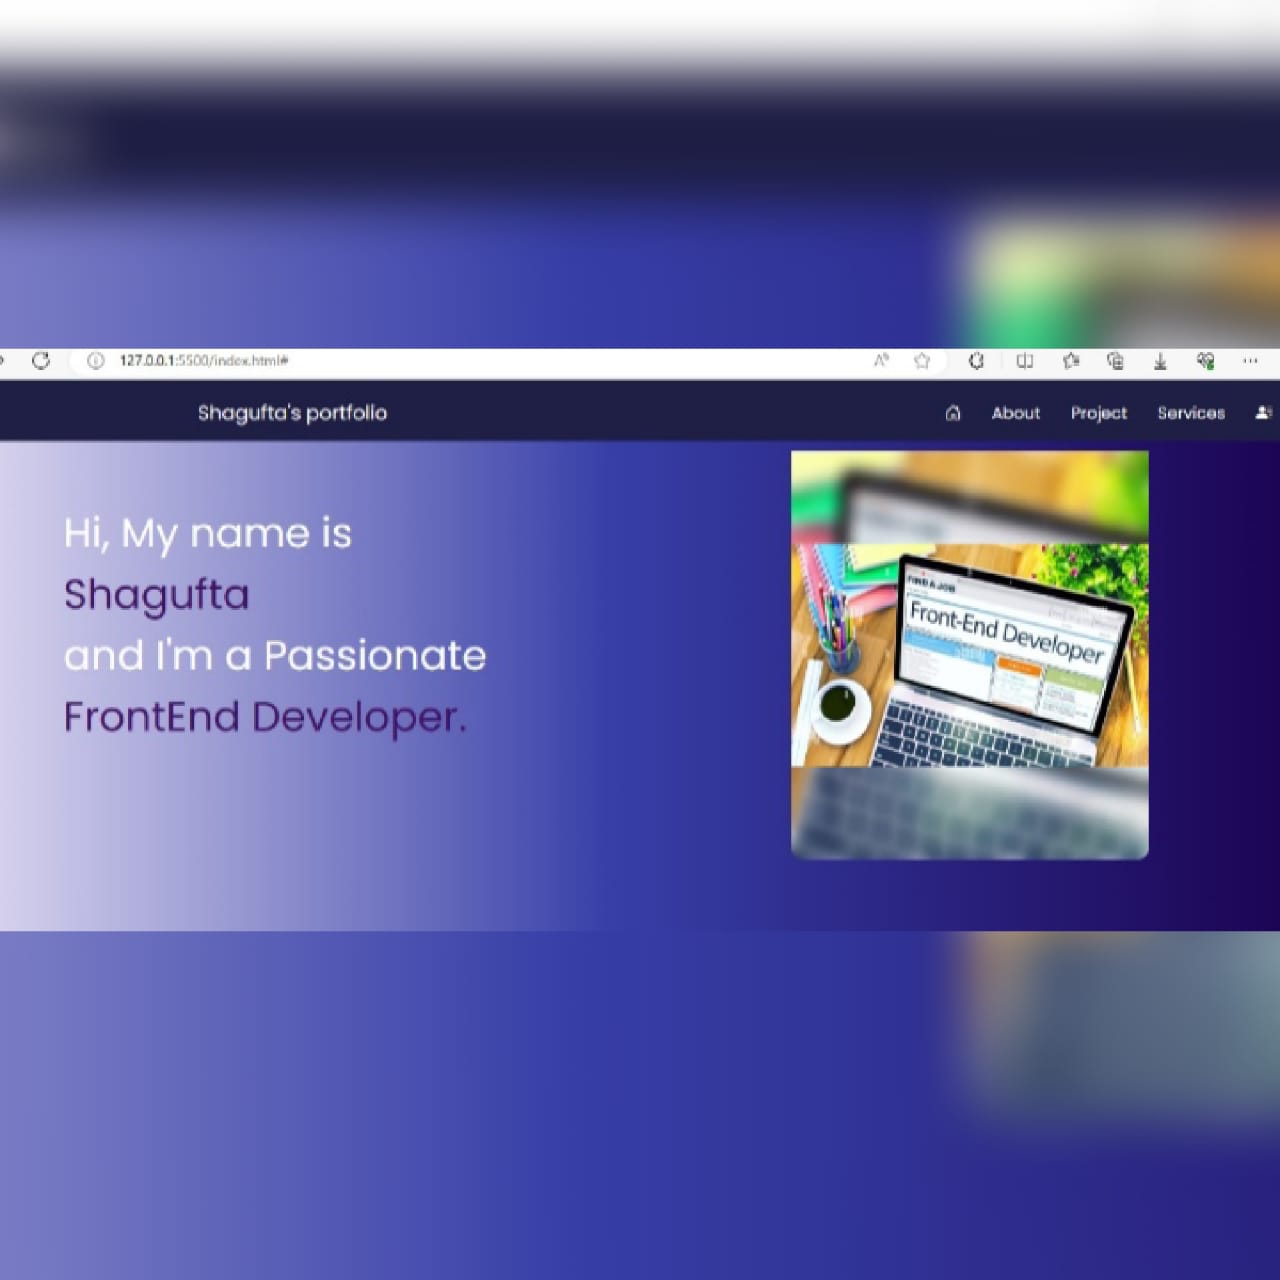 127.0.0.1:5500/index.html#
Shagufta's portfolio
About
Project
Services
Hi, My name is
Shagufta
and I'm a Passionate
FrontEnd Developer.
FIND A JOB
Front-End Developer